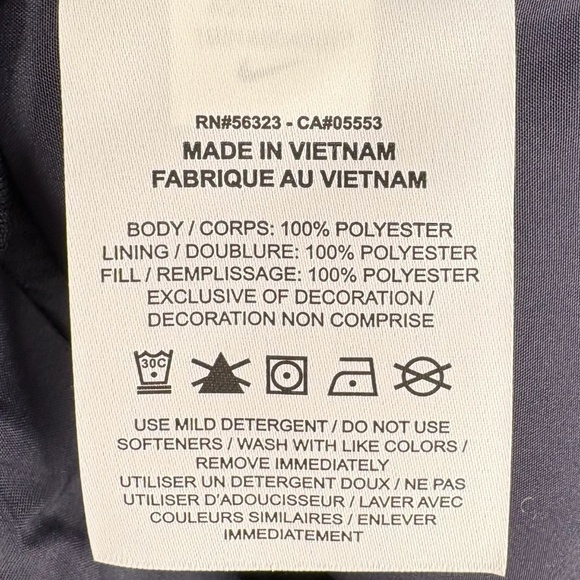 RN#56323 - CA#05553
MADE IN VIETNAM
FABRIQUE AU VIETNAM
BODY / CORPS: 100% POLYESTER
LINING / DOUBLURE: 100% POLYESTER
FILL / REMPLISSAGE: 100% POLYESTER
EXCLUSIVE OF DECORATION /
DECORATION NON COMPRISE
30C
USE MILD DETERGENT / DO NOT USE
SOFTENERS / WASH WITH LIKE COLORS /
REMOVE IMMEDIATELY
UTILISER UN DETERGENT DOUX / NE PAS
UTILISER D'ADOUCISSEUR / LAVER AVEC
COULEURS SIMILAIRES / ENLEVER
IMMEDIATEMENT